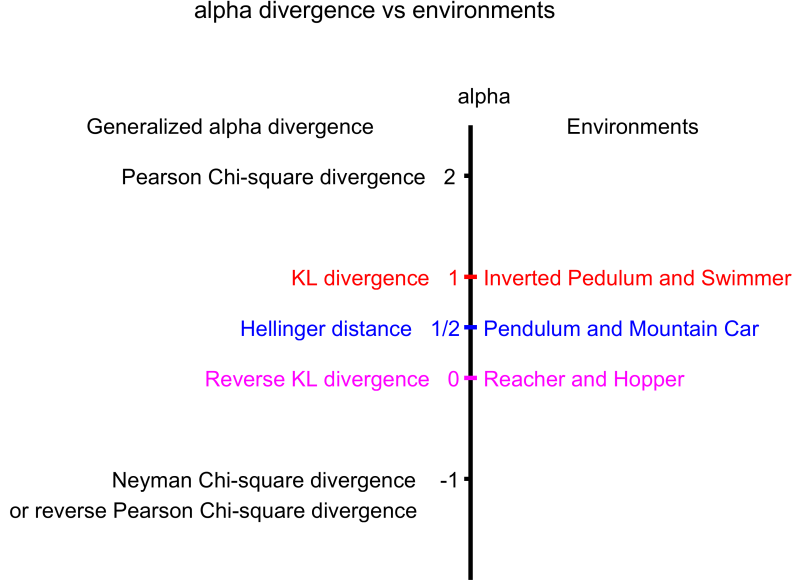 alpha divergence vs environments
alpha
Generalized alpha divergence Environments
Pearson Chi-square divergence 2
KL divergence 1 Inverted Pedulum and Swimmer
Hellinger distance 1/2 Pendulum and Mountain Car
Reverse KL divergence 0 Reacher and Hopper
Neyman Chi-square divergence -1
or reverse Pearson Chi-square divergence